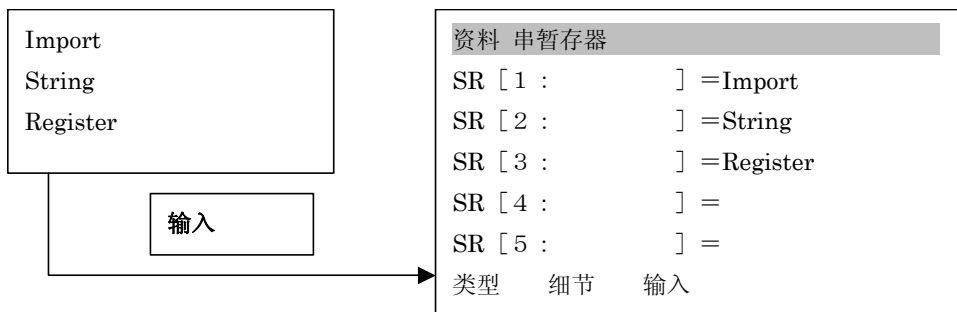 Import
String
Register
输入
资料 串暂存器
SR［1： ］＝Import
SR［2： ］＝String
SR［3： ］＝Register
SR［4： ］＝
SR［5： ］＝
类型 细节 输入